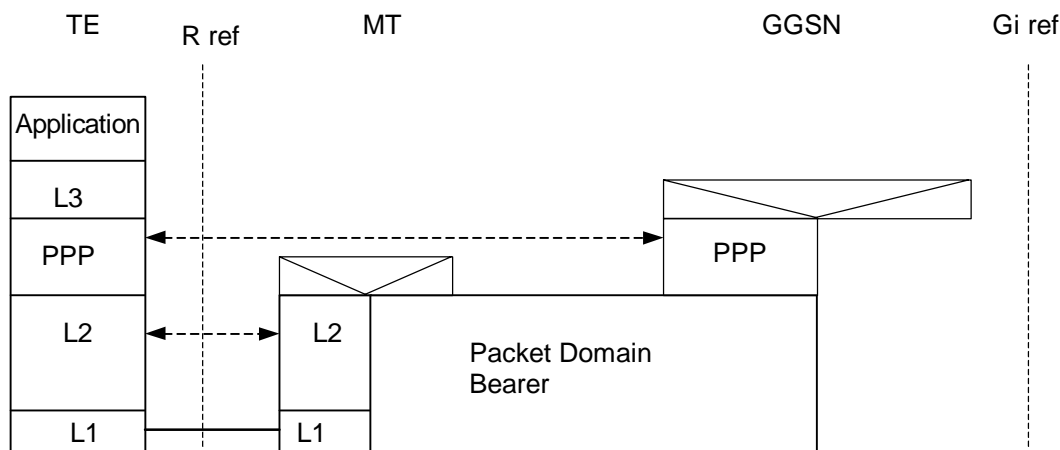 TE
R ref
MT
GGSN
Gi ref
Application
L3
PPP
PPP
L2
L2
Packet Domain
Bearer
L1
L1